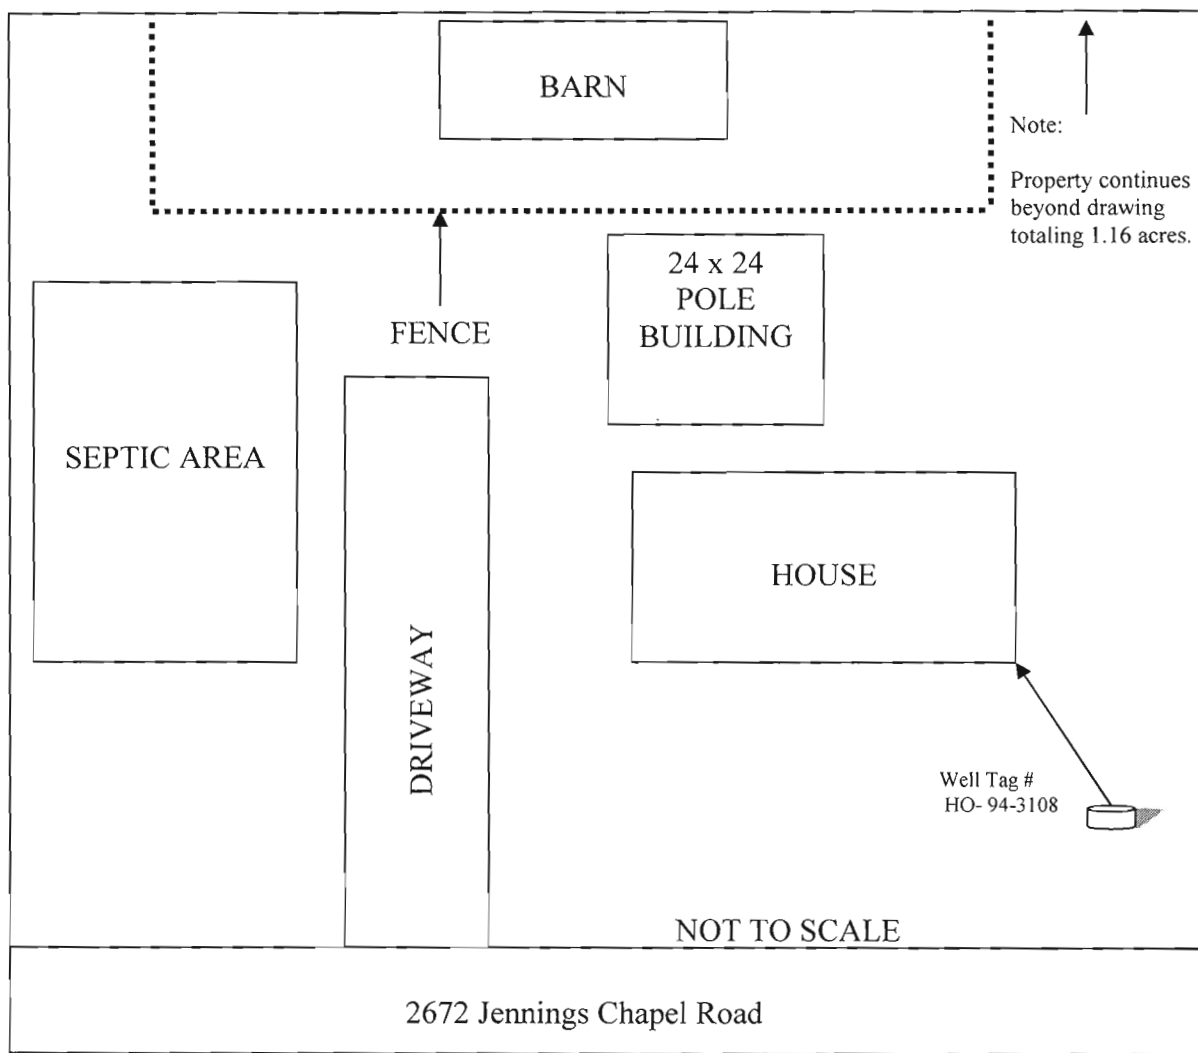 BARN
Note:
Property continues
beyond drawing
totaling 1.16 acres.
24 x 24
POLE
BUILDING
FENCE
SEPTIC AREA
HOUSE
DRIVEWAY
Well Tag #
HO- 94-3108
NOT TO SCALE
2672 Jennings Chapel Road